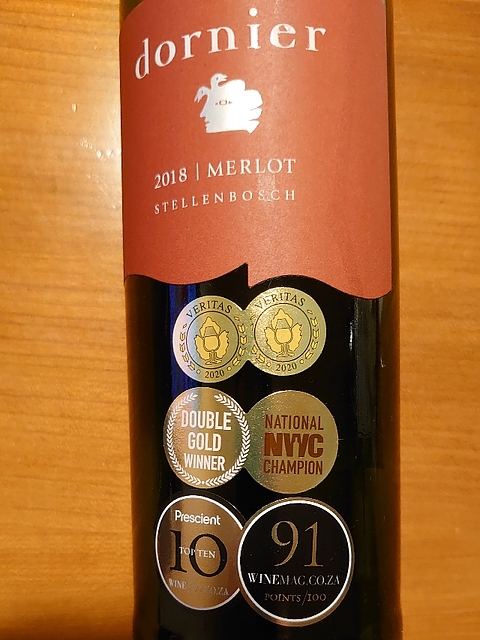 dornier
2018 | MERLOT
STELLENBOSCH
VERITAS
2020
VERITAS
2020
DOUBLE
GOLD
WINNER
NATIONAL
NYYC
CHAMPION
Prescient
10
TOP TEN
WINEMAG.CO.ZA
91
WINEMAG.CO.ZA
POINTS/100